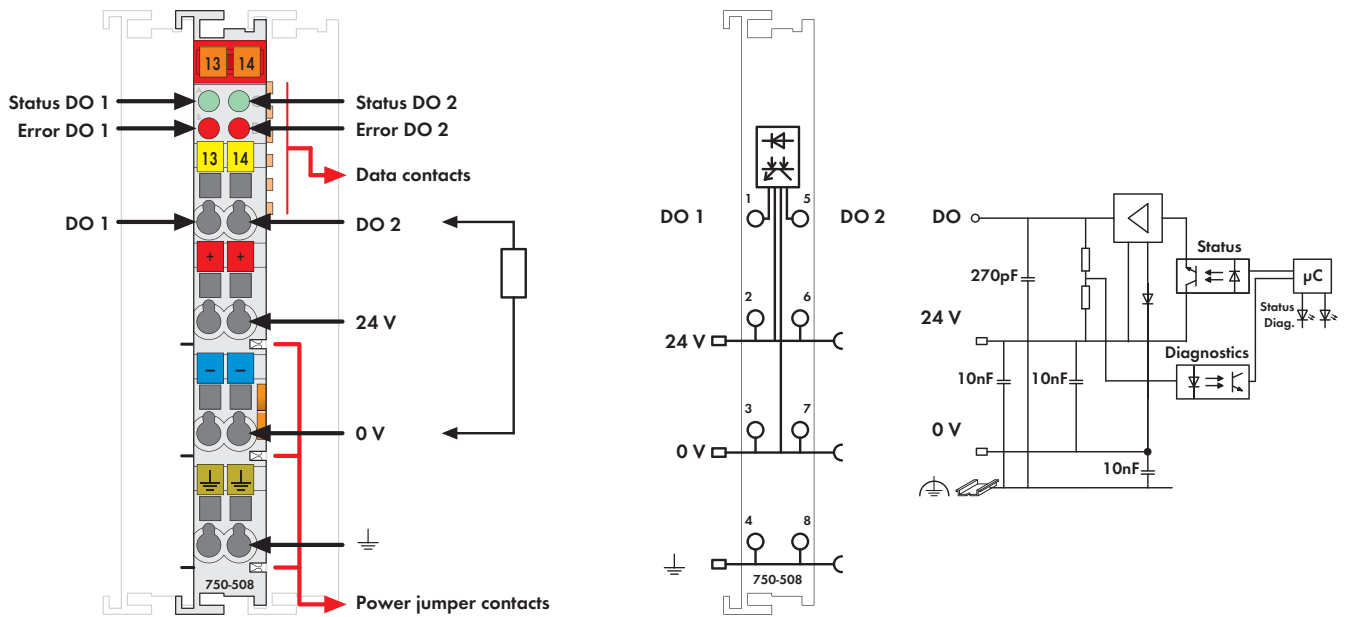 13 14
A C
Status DO 1
Status DO 2
B D
Error DO 1
Error DO 2
13 14
Data contacts
DO 1
DO 2
+ +
24 V
– –
0 V
750-508
Power jumper contacts
1 5
DO 1
DO 2
2 6
24 V
3 7
0 V
4 8
750-508
DO
Status
µC
270pF
Status
Diag.
24 V
Diagnostics
10nF
10nF
0 V
10nF